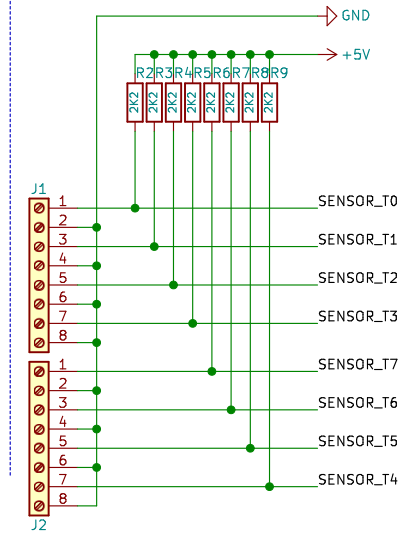 GND
+5V
R2 R3 R4 R5 R6 R7 R8 R9
2K2 2K2 2K2 2K2 2K2 2K2 2K2 2K2
J1
1 SENSOR_T0
2
3 SENSOR_T1
4
5 SENSOR_T2
6
7 SENSOR_T3
8
1 SENSOR_T7
2
3 SENSOR_T6
4
5 SENSOR_T5
6
7 SENSOR_T4
8
J2